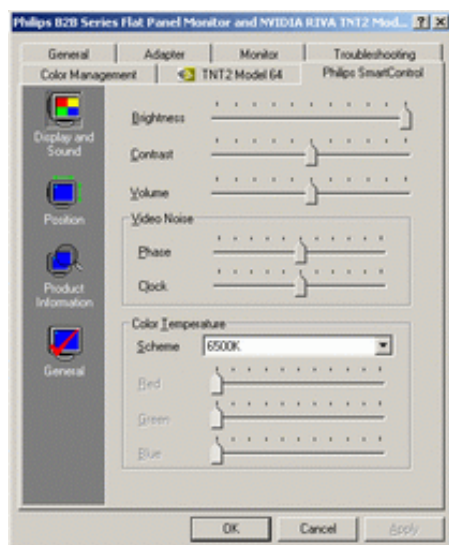 Philips B2B Series Flat Panel Monitor and NVIDIA RIVA TNT2 Mod...
General Adapter Monitor Troubleshooting
Color Management TNT2 Model 64 Philips SmartControl
Display and
Sound
Position
Product
Information
General
Brightness
Contrast
Volume
Video Noise
Phase
Clock
Color Temperature
Scheme 6500K
Red
Green
Blue
OK Cancel Apply